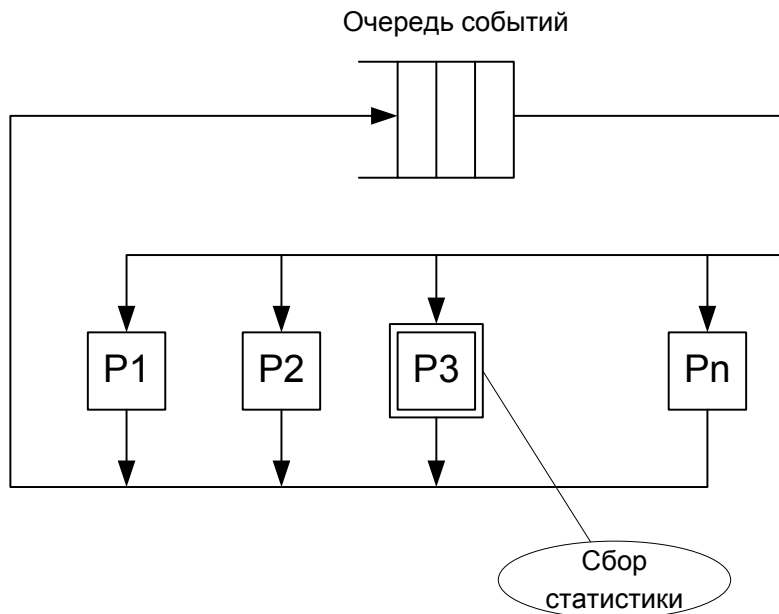 Очередь событий
P1
P2
P3
Pn
Сбор
статистики